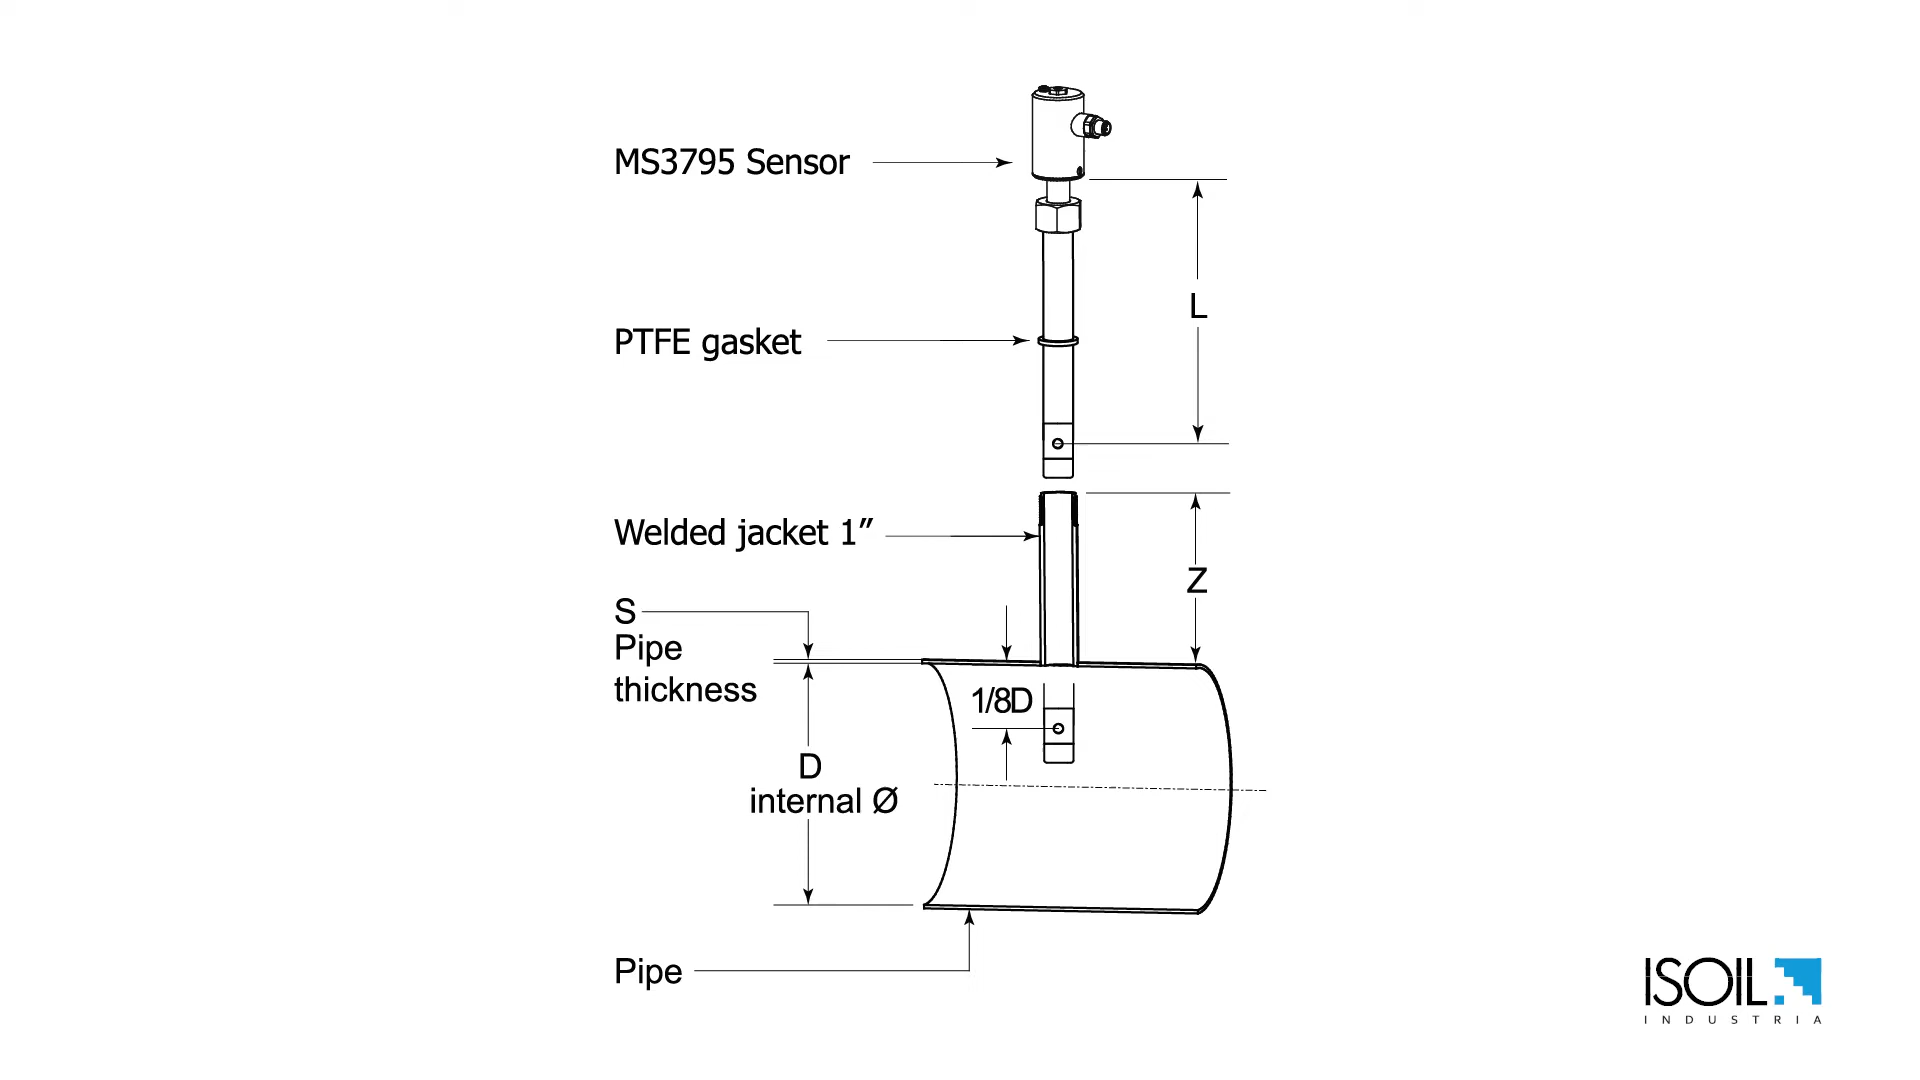 MS3795 Sensor
L
PTFE gasket
Welded jacket 1”
Z
S
Pipe
thickness
1/8D
D
internal Ø
Pipe
ISOIL
INDUSTRIA